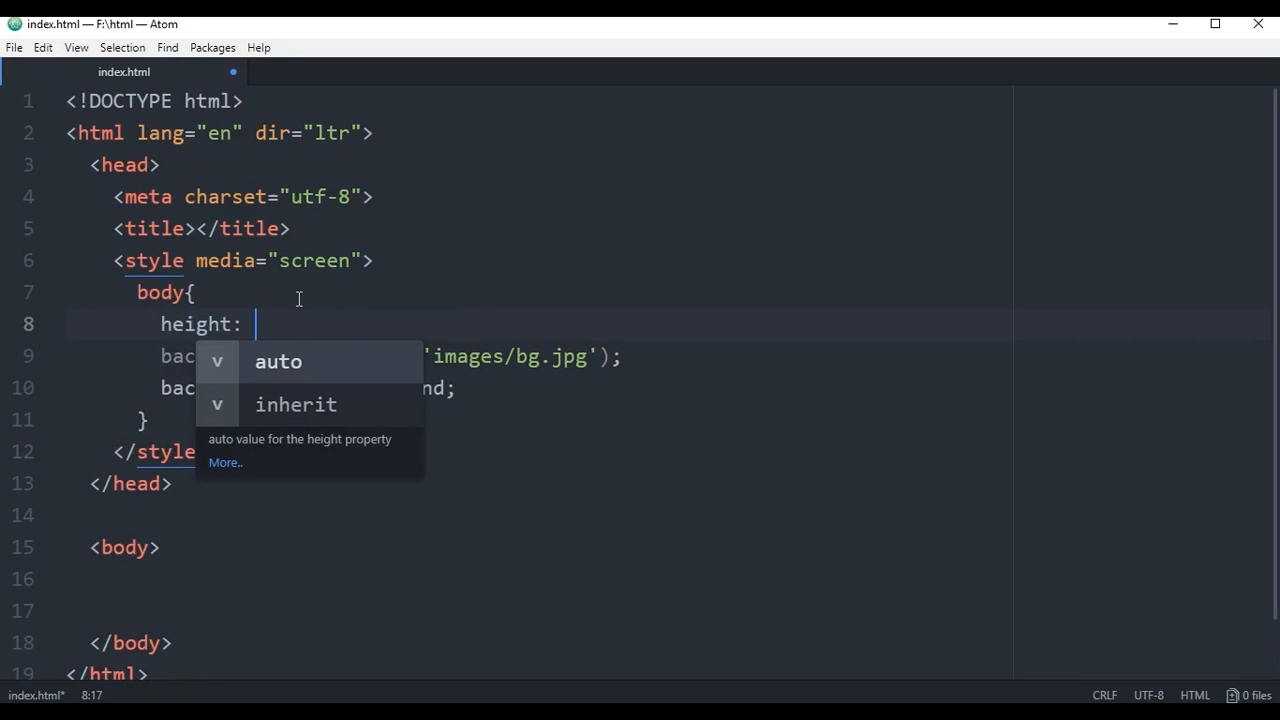 index.html — F:\html — Atom
File Edit View Selection Find Packages Help
index.html
1 <!DOCTYPE html>
2 <html lang="en" dir="ltr">
3 <head>
4 <meta charset="utf-8">
5 <title></title>
6 <style media="screen">
7 body{
8 height:
9 bac 'images/bg.jpg');
10 bac nd;
11 }
12 </style
13 </head>
14
15 <body>
16
17
18 </body>
19 </html>
v auto
v inherit
auto value for the height property
More..
index.html* 8:17 CRLF UTF-8 HTML 0 files